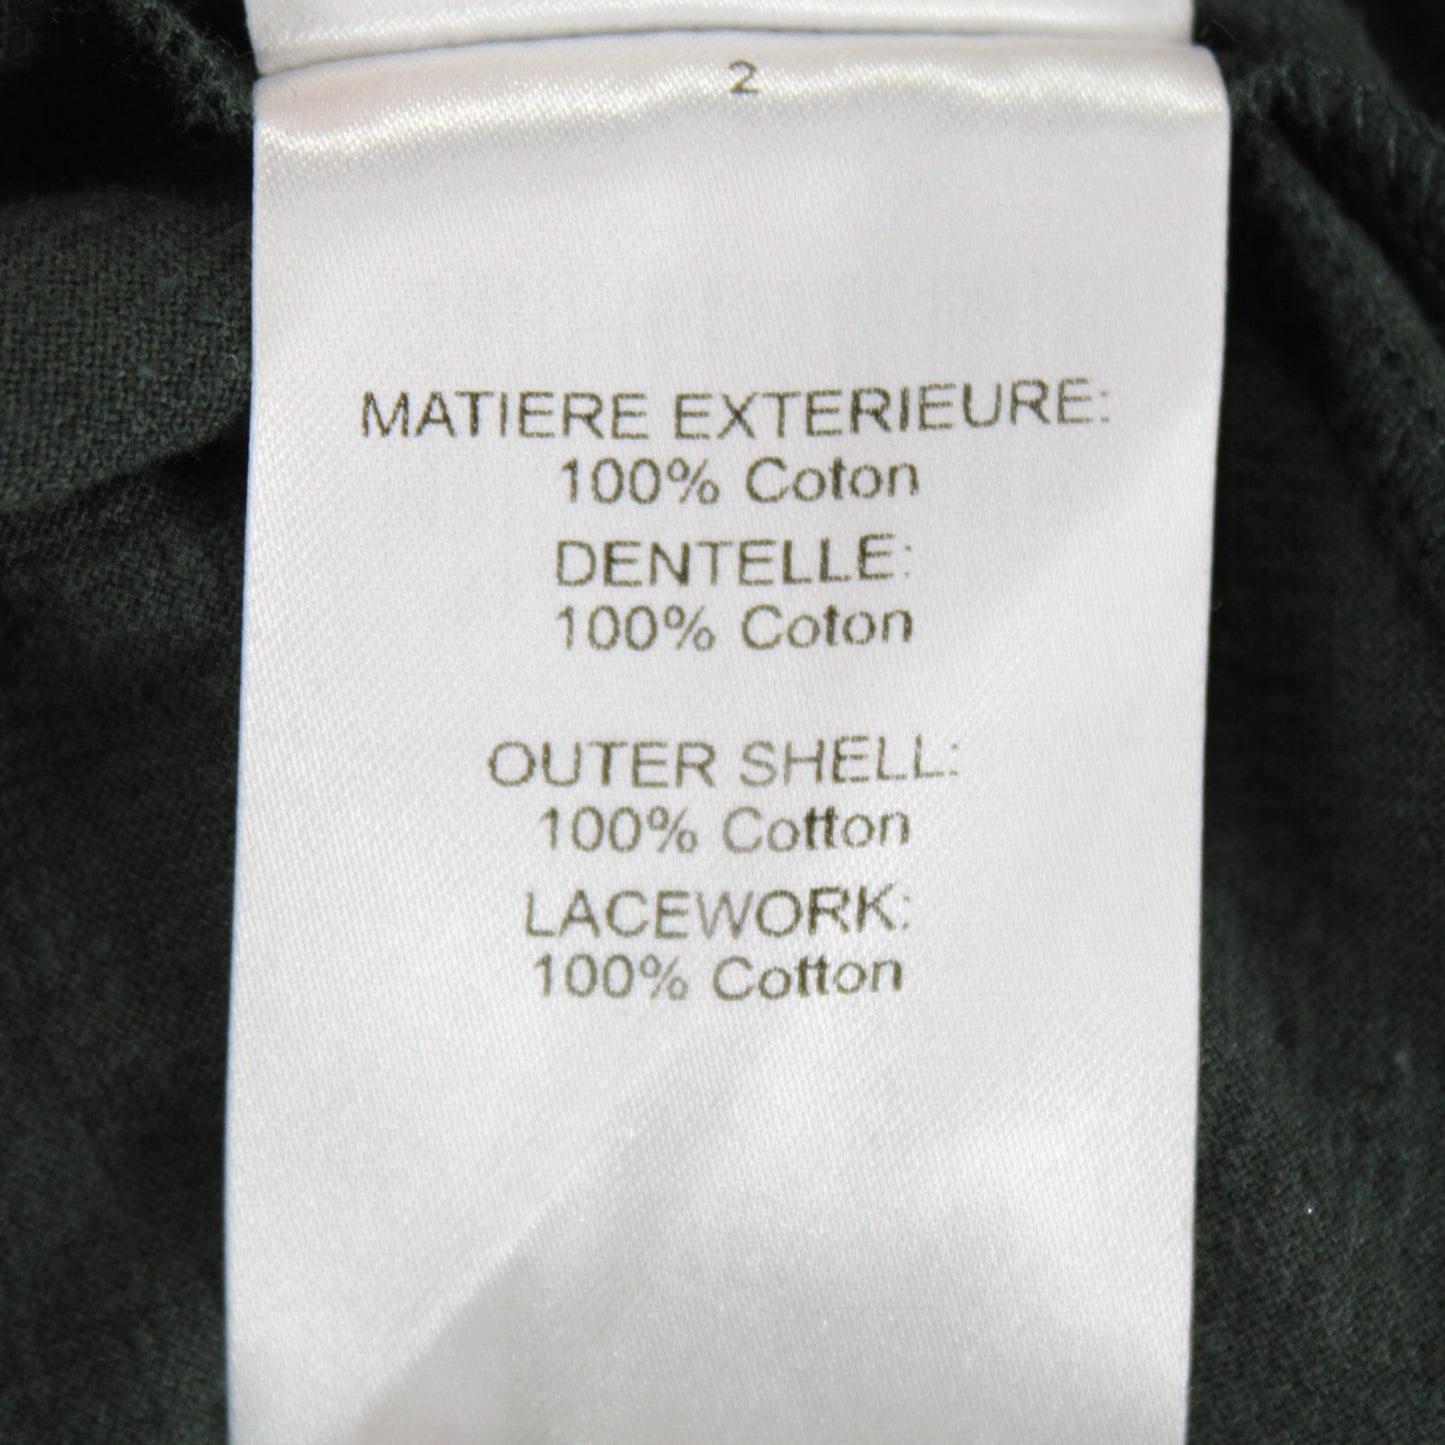 2
MATIERE EXTERIEURE:
100% Coton
DENTELLE:
100% Coton
OUTER SHELL:
100% Cotton
LACEWORK:
100% Cotton